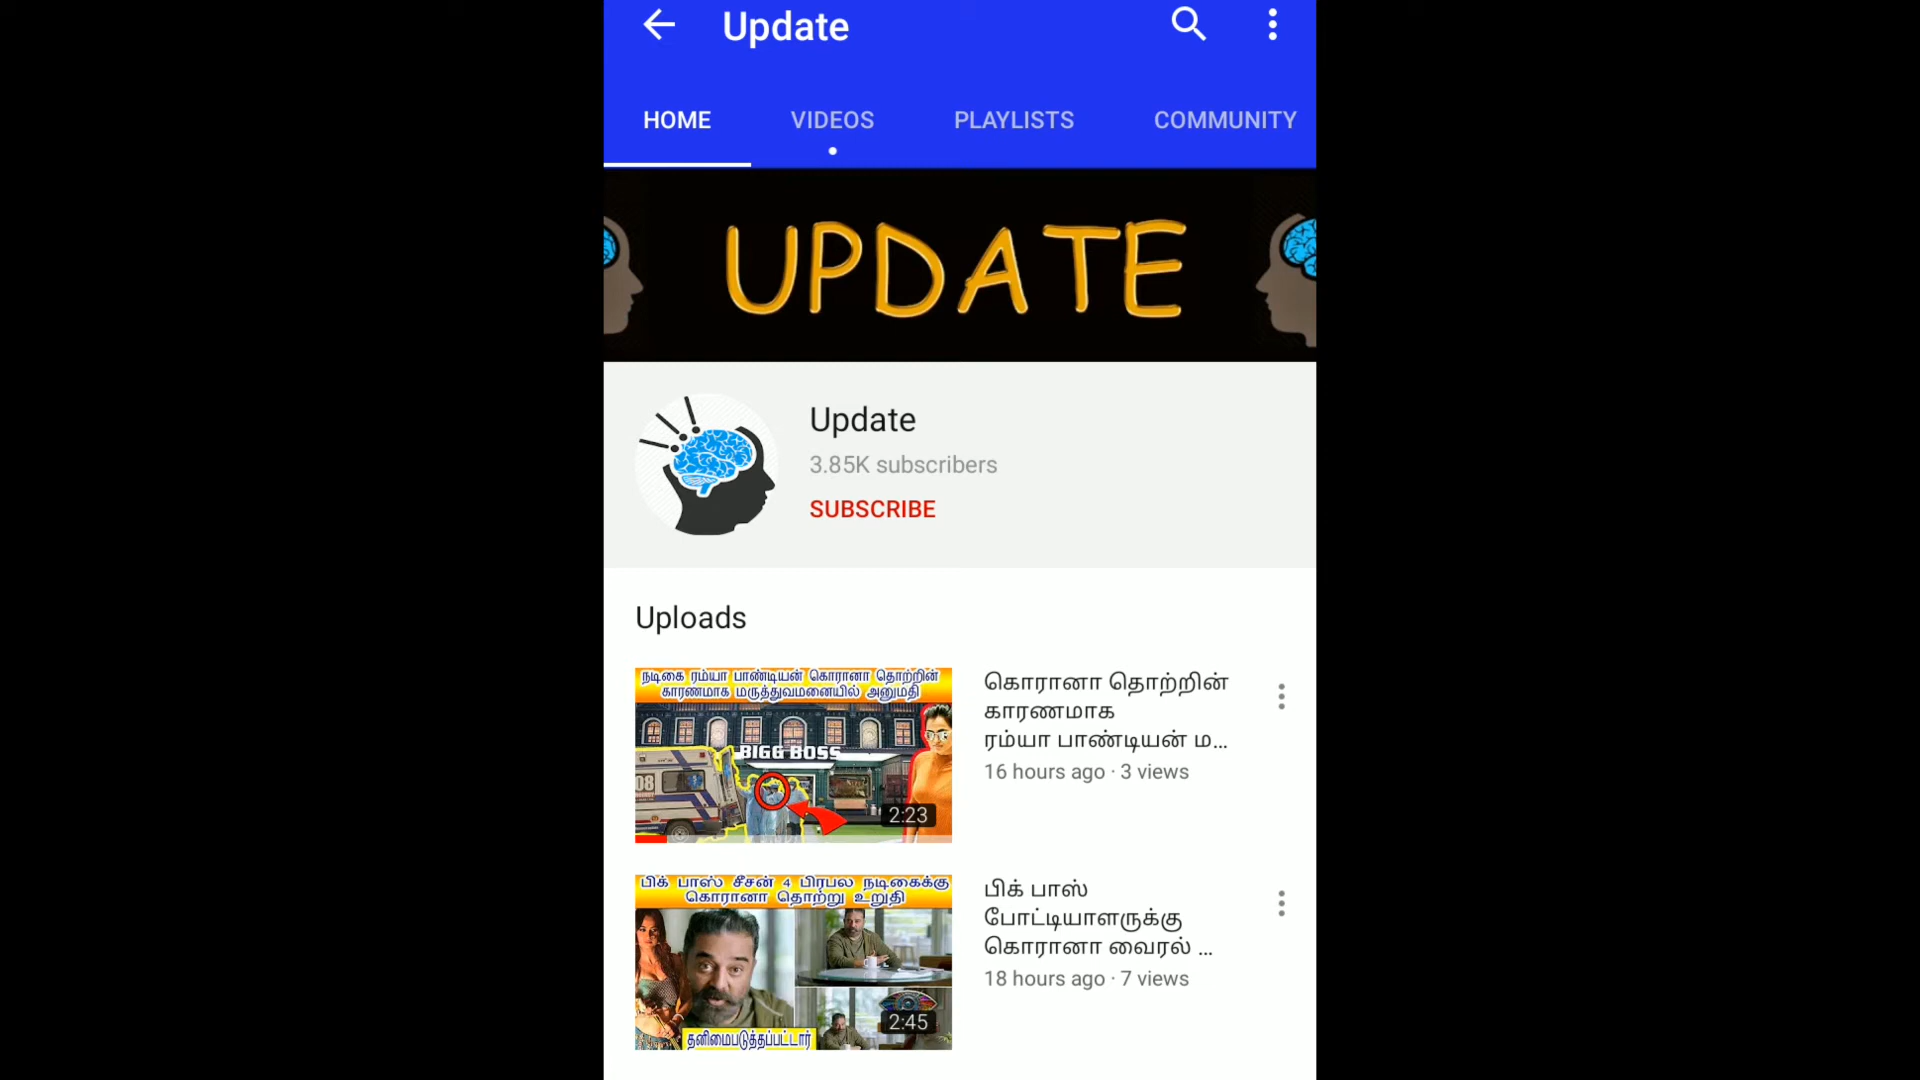 Update
HOME
VIDEOS
PLAYLISTS
COMMUNITY
UPDATE
Update
3.85K subscribers
SUBSCRIBE
Uploads
நடிகை ரம்யா பாண்டியன் கொரானா தொற்றின்
காரணமாக மருத்துவமனையில் அனுமதி
BIGG BOSS
08
2:23
கொரானா தொற்றின்
காரணமாக
ரம்யா பாண்டியன் ம...
16 hours ago · 3 views
பிக் பாஸ் சீசன் 4 பிரபல நடிகைக்கு
கொரானா தொற்று உறுதி
தனிமைபடுத்தப்பட்டார்
2:45
பிக் பாஸ்
போட்டியாளருக்கு
கொரானா வைரல் ...
18 hours ago · 7 views